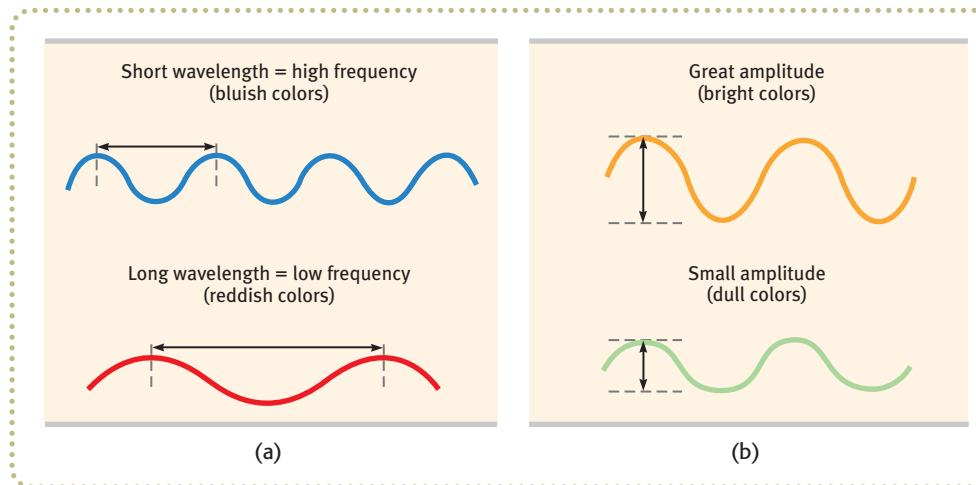 Short wavelength = high frequency
(bluish colors)
Long wavelength = low frequency
(reddish colors)
(a)
Great amplitude
(bright colors)
Small amplitude
(dull colors)
(b)